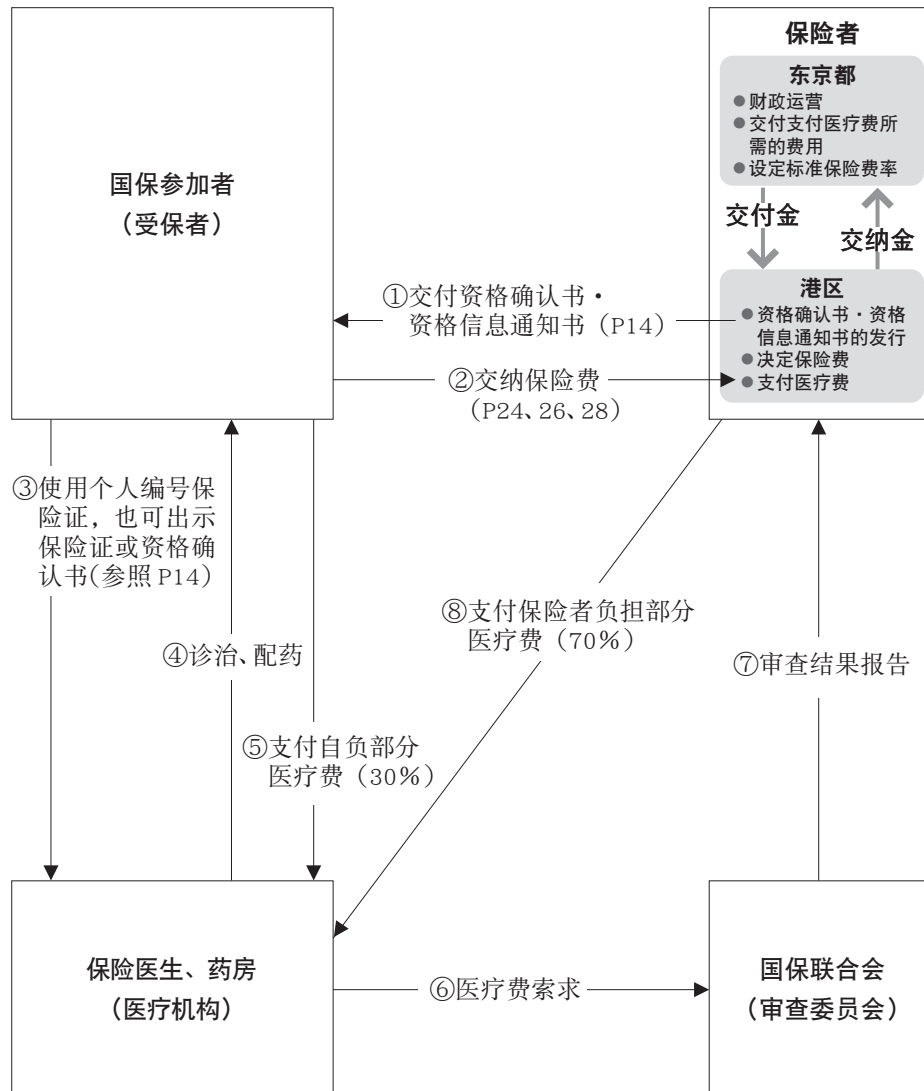 国保参加者
（受保者）
保险者
东京都
●财政运营
●交付支付医疗费所
需的费用
●设定标准保险费率
交付金
交纳金
港区
●资格确认书・资格
信息通知书的发行
●决定保险费
●支付医疗费
①交付资格确认书・
资格信息通知书（P14）
②交纳保险费
（P24、26、28）
③使用个人编号保
险证，也可出示
保险证或资格确
认书（参照 P14）
④诊治、配药
⑤支付自负部分
医疗费（30％）
⑧支付保险者负担部分
医疗费（70％）
⑦审查结果报告
保险医生、药房
（医疗机构）
⑥医疗费索求
国保联合会
（审查委员会）